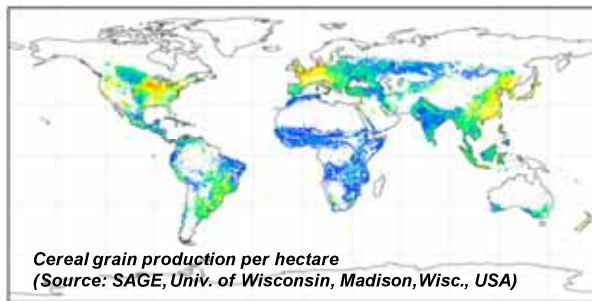 Cereal grain production per hectare
(Source: SAGE, Univ. of Wisconsin, Madison, Wisc., USA)